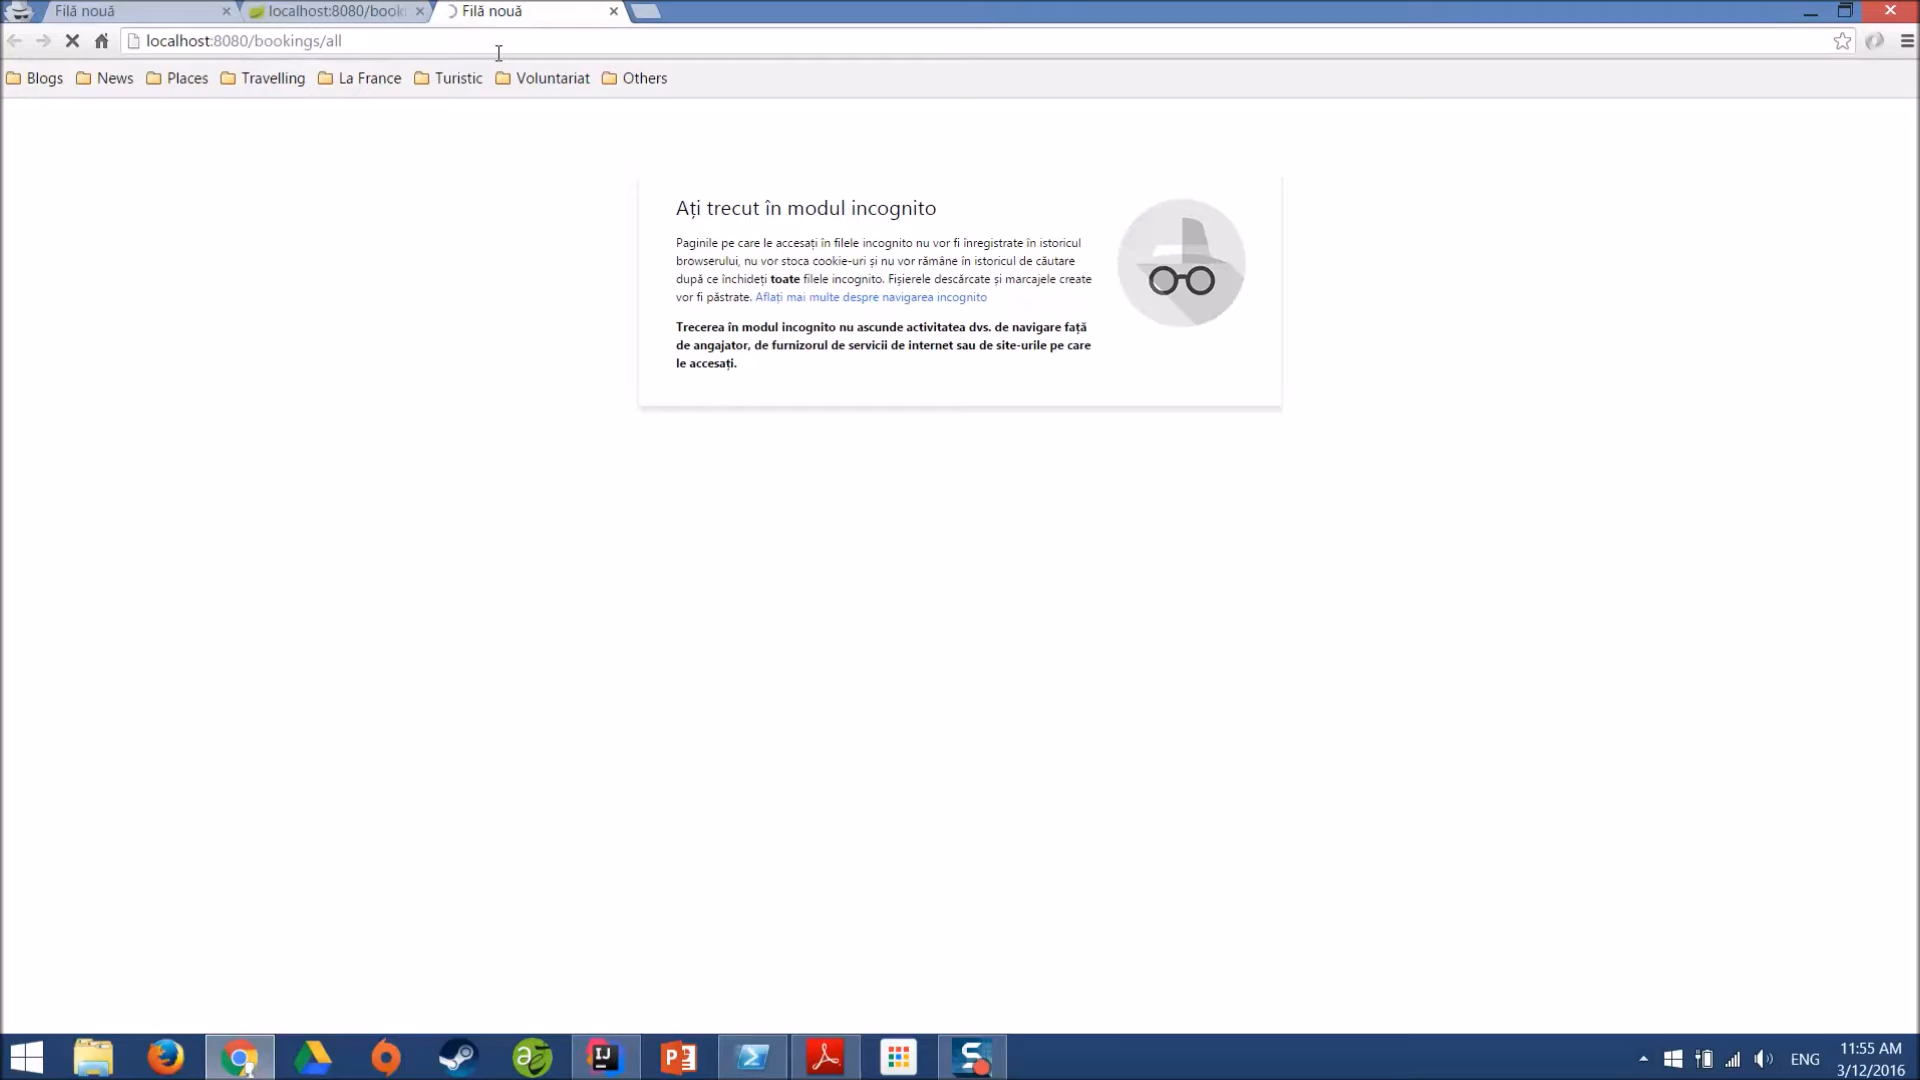 Filă nouă
localhost:8080/book
Filă nouă
localhost:8080/bookings/all
Blogs
News
Places
Travelling
La France
Turistic
Voluntariat
Others
Ați trecut în modul incognito
Paginile pe care le accesați în filele incognito nu vor fi înregistrate în istoricul
browserului, nu vor stoca cookie-uri și nu vor rămâne în istoricul de căutare
după ce închideți toate filele incognito. Fișierele descărcate și marcajele create
vor fi păstrate. Aflați mai multe despre navigarea incognito
Trecerea în modul incognito nu ascunde activitatea dvs. de navigare față
de angajator, de furnizorul de servicii de internet sau de site-urile pe care
le accesați.
IJ
ENG
11:55 AM
3/12/2016